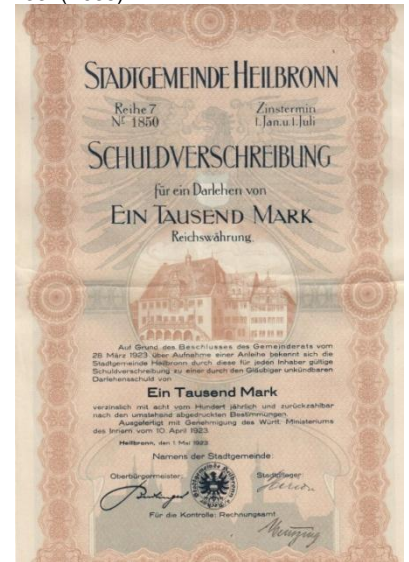 STADTGEMEINDE HEILBRONN
Reihe 7
Nr. 1850
Zinstermin
1. Jan. u. 1. Juli
SCHULDVERSCHREIBUNG
für ein Darlehen von
EIN TAUSEND MARK
Reichswährung.
Auf Grund des Beschlusses des Gemeinderats vom
28. März 1923 über Aufnahme einer Anleihe bekennt sich die
Stadtgemeinde Heilbronn durch diese für jeden Inhaber gültige
Schuldverschreibung zu einer durch den Gläubiger unkündbaren
Darlehensschuld von
Ein Tausend Mark
verzinslich mit acht vom Hundert jährlich und zurückzahlbar
nach den umstehend abgedruckten Bestimmungen.
Ausgefertigt mit Genehmigung des Württ. Ministeriums
des Innern vom 10. April 1923.
Heilbronn, den 1. Mai 1923.
Namens der Stadtgemeinde:
Oberbürgermeister:
Stadtpfleger:
Für die Kontrolle: Rechnungsamt